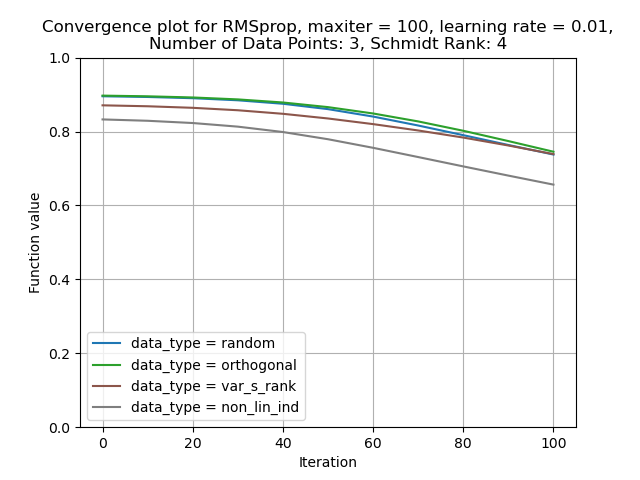 Convergence plot for RMSprop, maxiter = 100, learning rate = 0.01,
Number of Data Points: 3, Schmidt Rank: 4
Function value
1.0
0.8
0.6
0.4
0.2
0.0
data_type = random
data_type = orthogonal
data_type = var_s_rank
data_type = non_lin_ind
0 20 40 60 80 100
Iteration